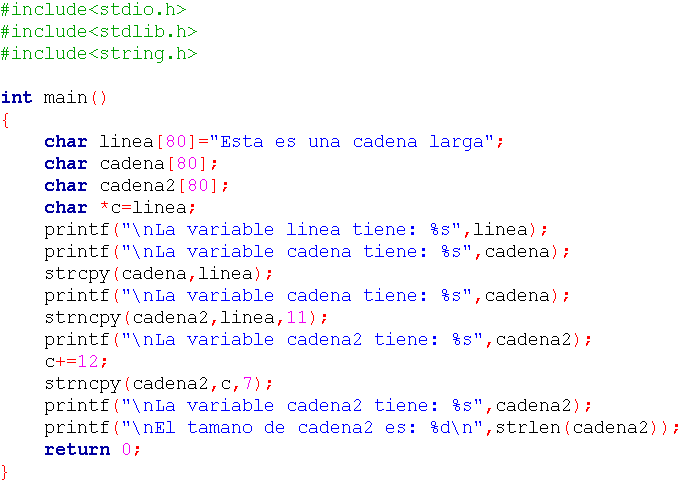 #include<stdio.h>
#include<stdlib.h>
#include<string.h>

int main()
{
    char linea[80]="Esta es una cadena larga";
    char cadena[80];
    char cadena2[80];
    char *c=linea;
    printf("\nLa variable linea tiene: %s",linea);
    printf("\nLa variable cadena tiene: %s",cadena);
    strcpy(cadena,linea);
    printf("\nLa variable cadena tiene: %s",cadena);
    strncpy(cadena2,linea,11);
    printf("\nLa variable cadena2 tiene: %s",cadena2);
    c+=12;
    strncpy(cadena2,c,7);
    printf("\nLa variable cadena2 tiene: %s",cadena2);
    printf("\nEl tamano de cadena2 es: %d\n",strlen(cadena2));
    return 0;
}